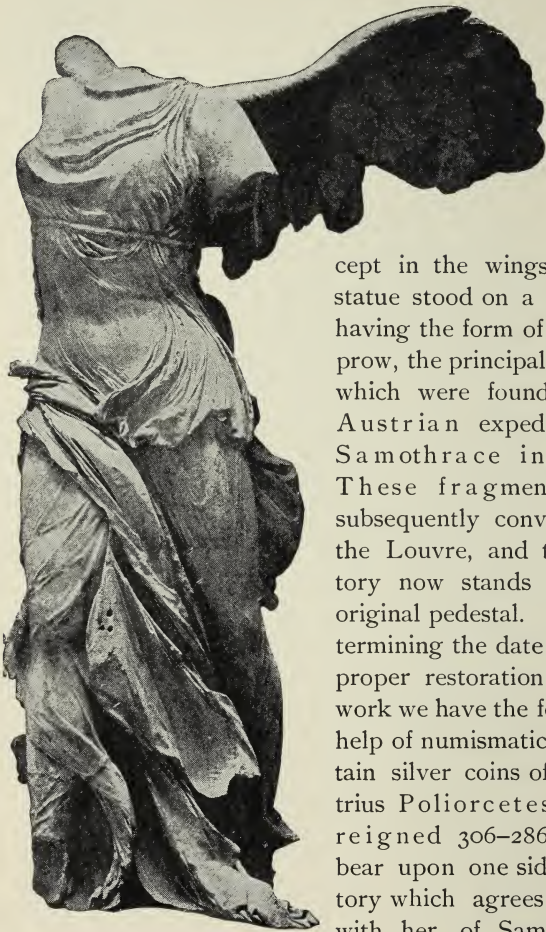 cept in the wings
statue stood on a
having the form of
prow, the principal
which were found
Austrian exped
Samothrace in
These fragmen
subsequently conv
the Louvre, and t
tory now stands
original pedestal.
termining the date
proper restoration
work we have the fo
help of numismatic
tain silver coins of
trius Poliorcetes
reigned 306–286
bear upon one sid
tory which agrees
with her of Sam